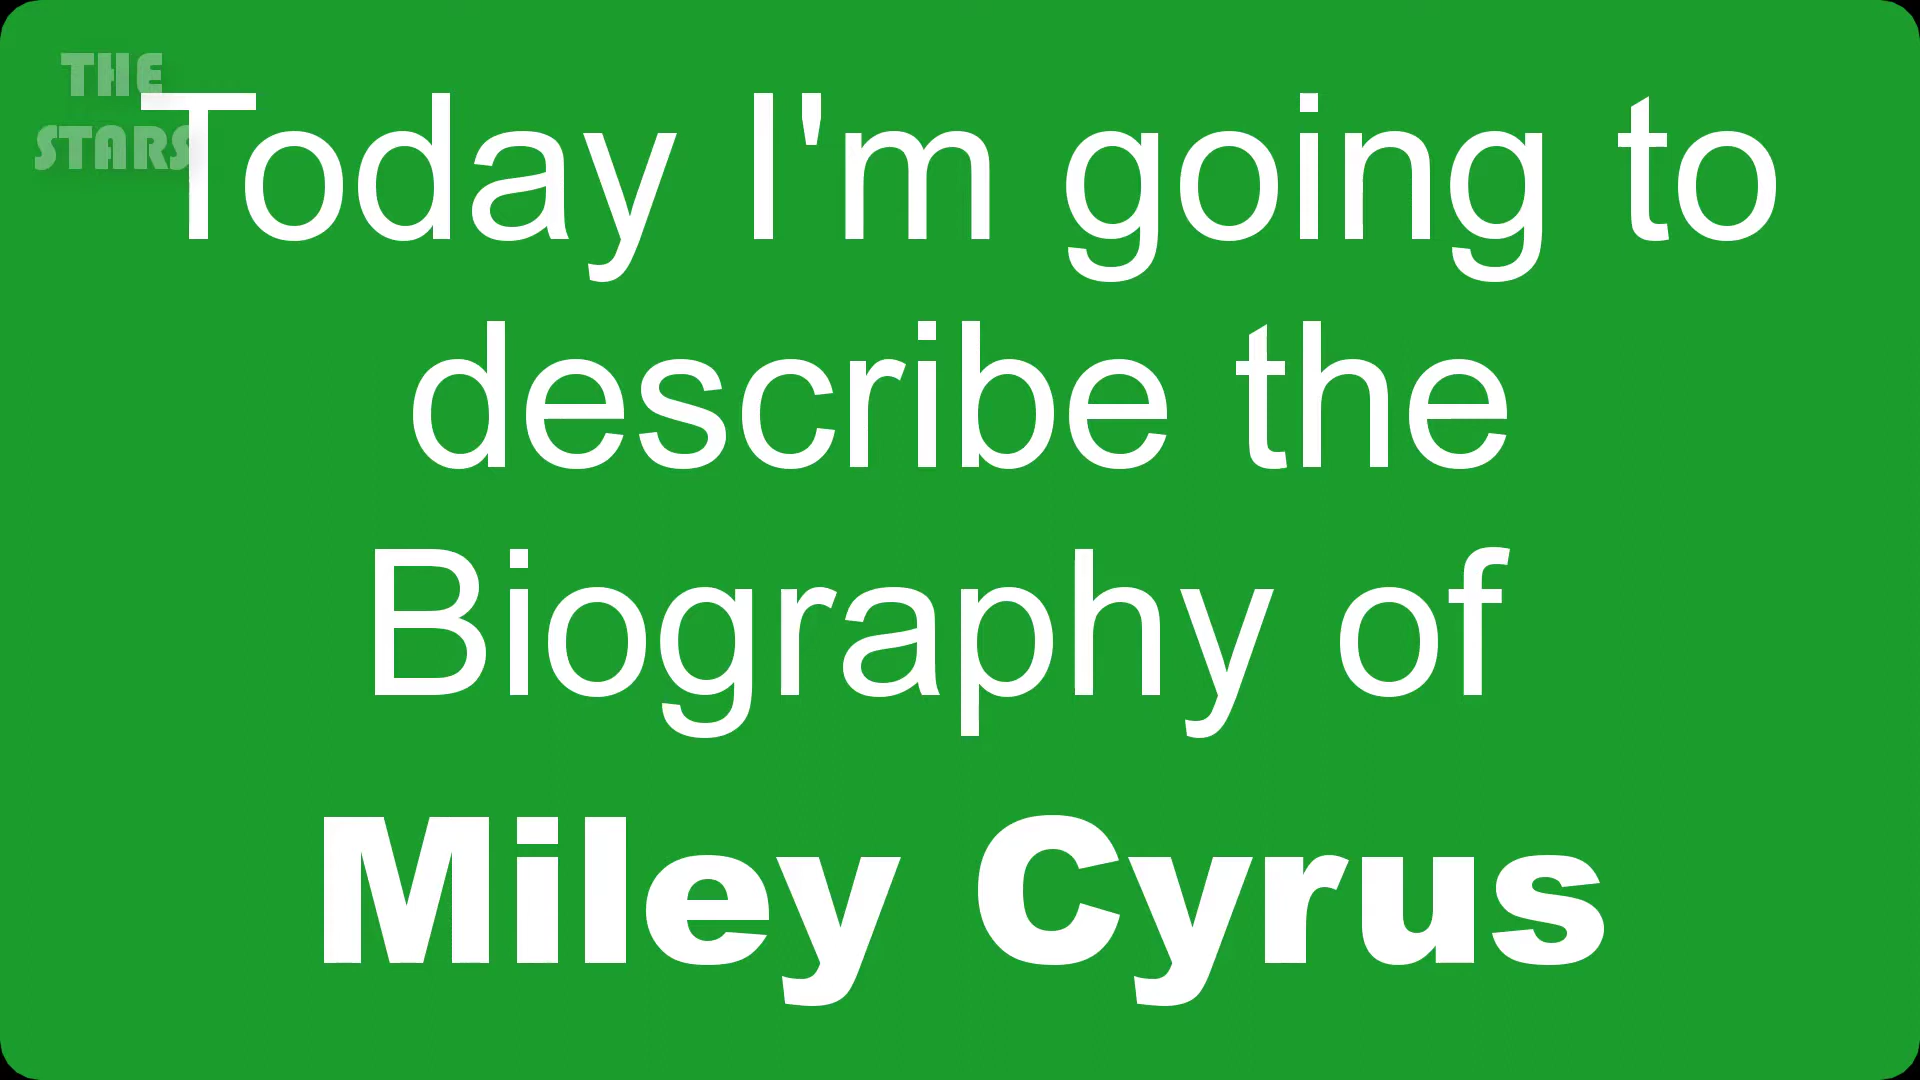 THE
STARS
Today I'm going to
describe the
Biography of
Miley Cyrus